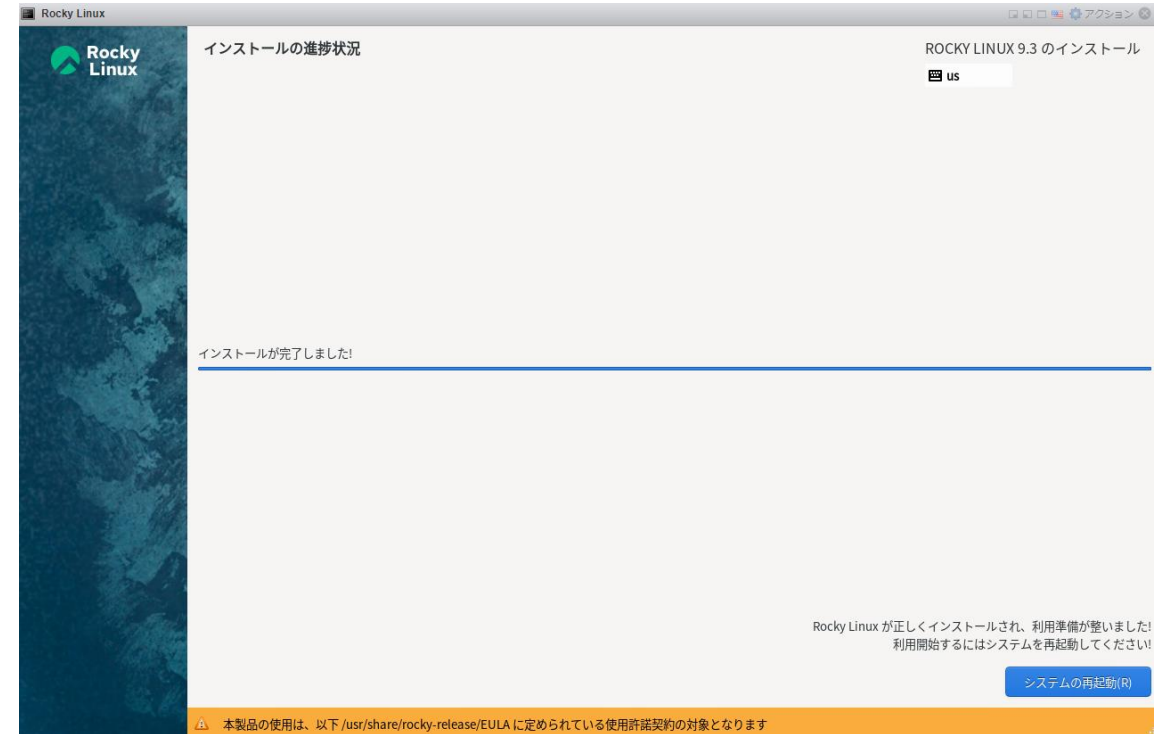 Rocky Linux
アクション
Rocky
Linux
インストールの進捗状況
ROCKY LINUX 9.3 のインストール
us
インストールが完了しました!
Rocky Linux が正しくインストールされ、利用準備が整いました!
利用開始するにはシステムを再起動してください!
システムの再起動(R)
本製品の使用は、以下 /usr/share/rocky-release/EULA に定められている使用許諾契約の対象となります